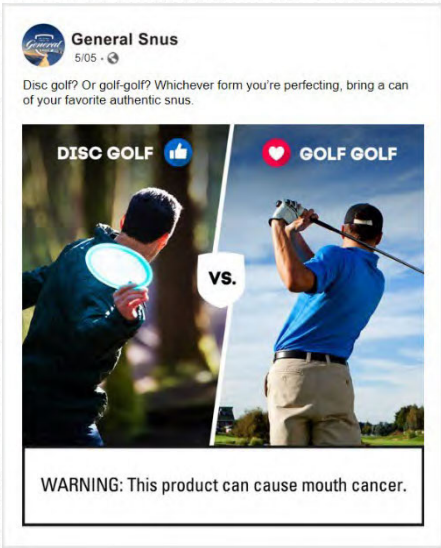 General
General Snus
5/05 ·
Disc golf? Or golf-golf? Whichever form you're perfecting, bring a can
of your favorite authentic snus.
DISC GOLF
GOLF GOLF
VS.
WARNING: This product can cause mouth cancer.